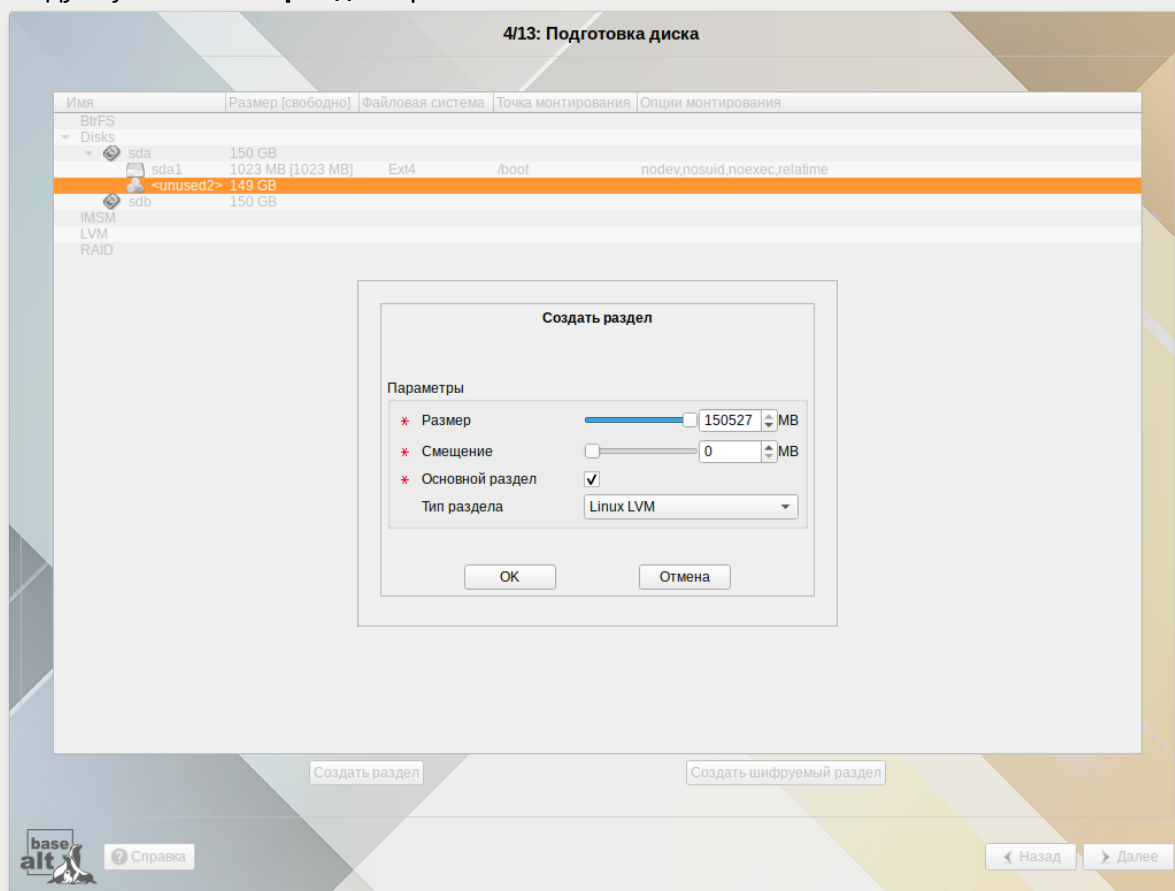 4/13: Подготовка диска
Имя Размер [свободно] Файловая система Точка монтирования Опции монтирования
BtrFS
Disks
sda 150 GB
sda1 1023 MB [1023 MB] Ext4 /boot nodev,nosuid,noexec,relatime
<unused2> 149 GB
sdb 150 GB
IMSM
LVM
RAID
Создать раздел
Параметры
* Размер 150527 MB
* Смещение 0 MB
* Основной раздел
Тип раздела Linux LVM
OK Отмена
Создать раздел Создать шифруемый раздел
base
alt
Справка Назад Далее